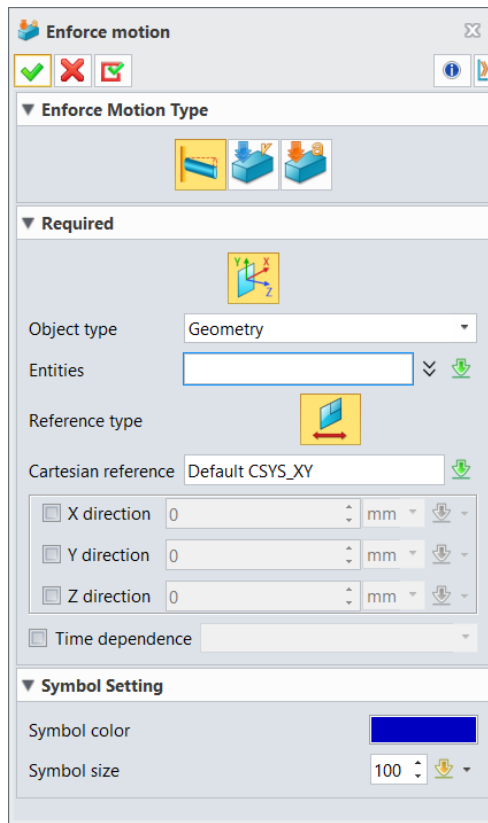 Enforce motion
Enforce Motion Type
v
a
Required
Y X
Z
Object type Geometry
Entities
Reference type
Cartesian reference Default CSYS_XY
X direction 0 mm
Y direction 0 mm
Z direction 0 mm
Time dependence
Symbol Setting
Symbol color
Symbol size 100